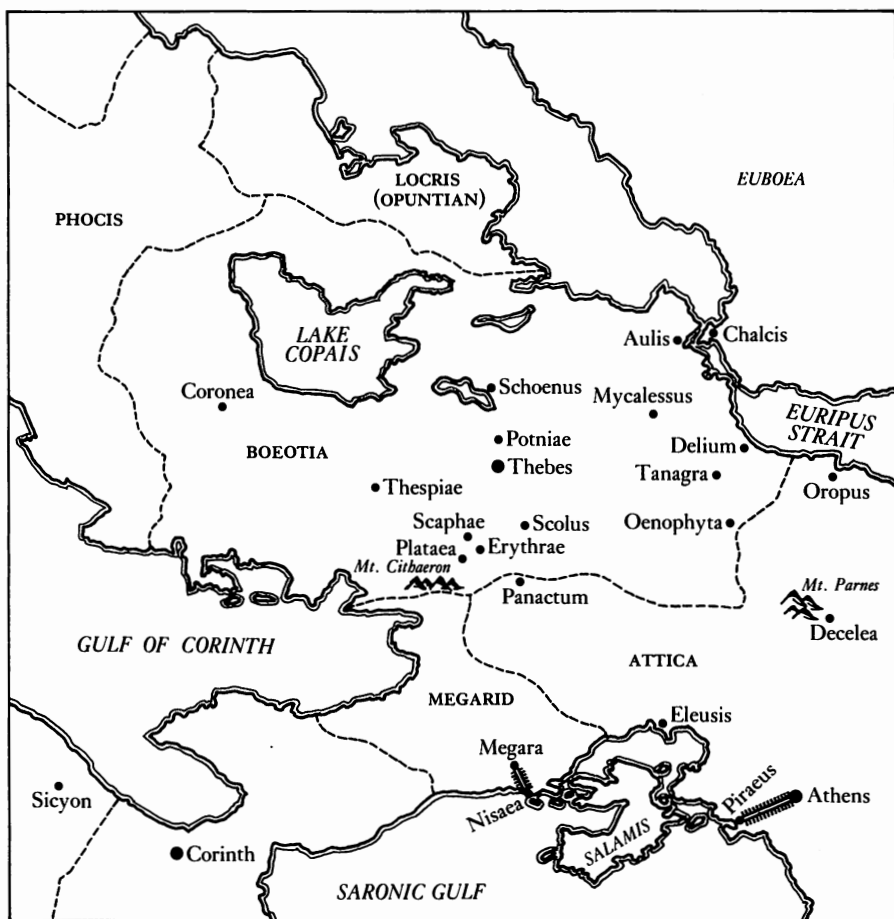 LOCRIS
(OPUNTIAN)
EUBOEA
PHOCIS
LAKE
COPAIS
Aulis
Chalcis
Coronea
Schoenus
Mycalessus
EURIPUS
STRAIT
Potniae
BOEOTIA
Delium
Thebes
Tanagra
Oropus
Thespiae
Scaphae
Scolus
Oenophyta
Plataea
Erythrae
Mt. Cithaeron
Panactum
Mt. Parnes
Decelea
GULF OF CORINTH
ATTICA
MEGARID
Eleusis
Megara
Sicyon
Nisaea
Piraeus
Athens
SALAMIS
Corinth
SARONIC GULF